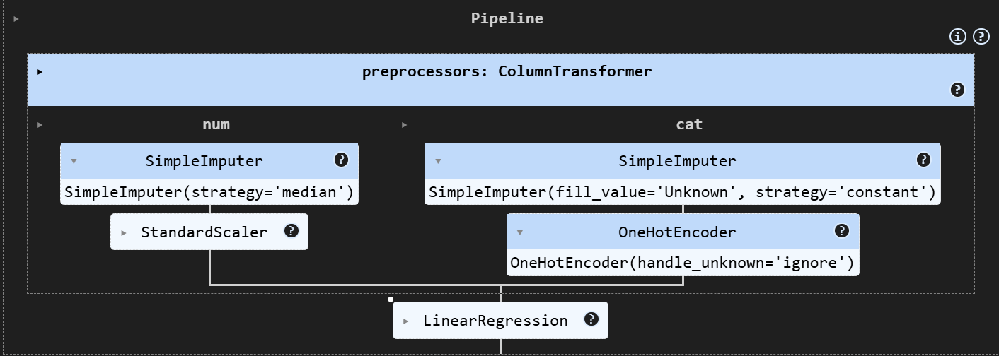 Pipeline
i ?
preprocessors: ColumnTransformer
?
num
cat
SimpleImputer ?
SimpleImputer(strategy='median')
StandardScaler ?
SimpleImputer ?
SimpleImputer(fill_value='Unknown', strategy='constant')
OneHotEncoder ?
OneHotEncoder(handle_unknown='ignore')
LinearRegression ?